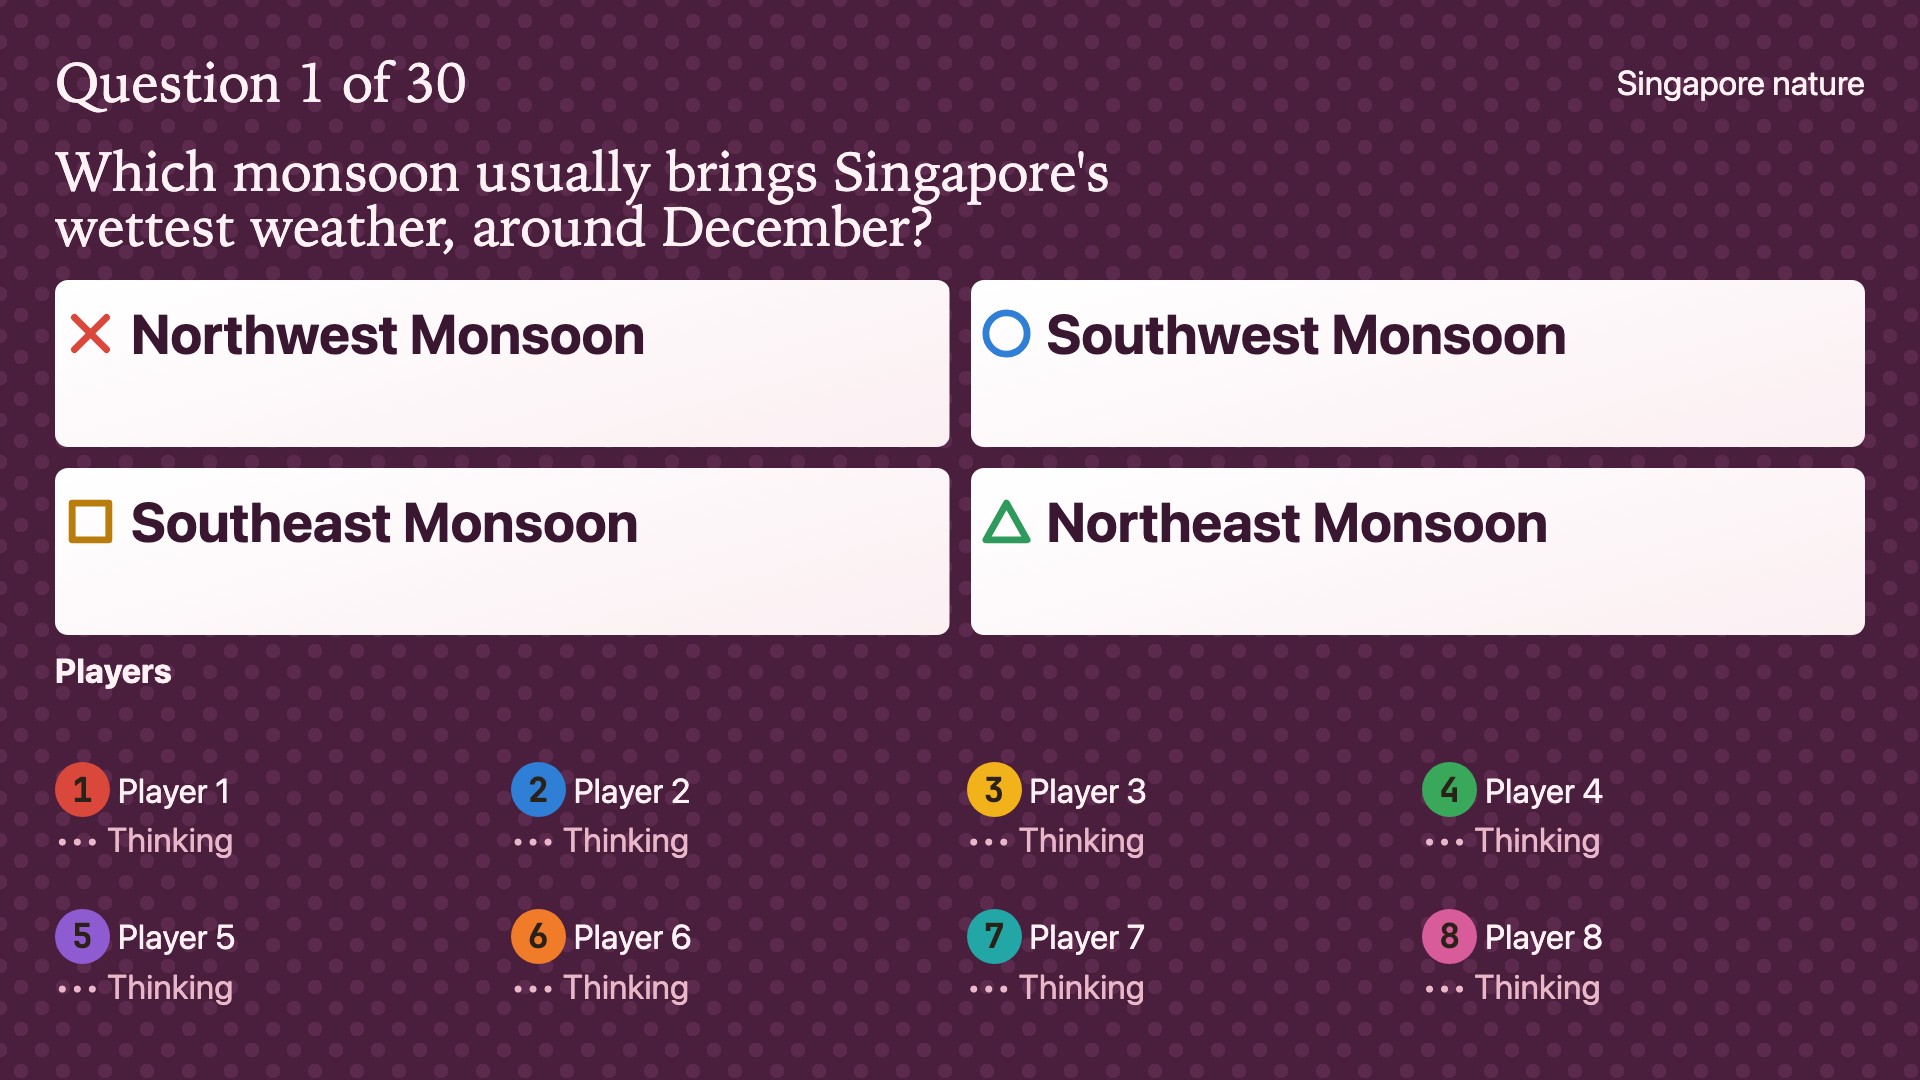 Question 1 of 30
Singapore nature
Which monsoon usually brings Singapore's
wettest weather, around December?
Northwest Monsoon
Southwest Monsoon
Southeast Monsoon
Northeast Monsoon
Players
1 Player 1
2 Player 2
3 Player 3
4 Player 4
... Thinking
... Thinking
... Thinking
... Thinking
5 Player 5
6 Player 6
7 Player 7
8 Player 8
... Thinking
... Thinking
... Thinking
... Thinking